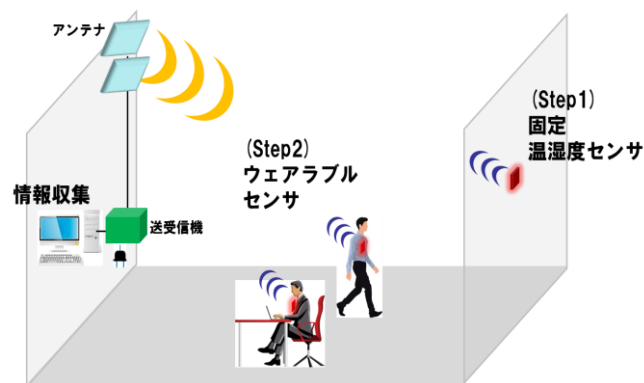 アンテナ
(Step1)
固定
温湿度センサ
(Step2)
ウェアラブル
センサ
情報収集
送受信機